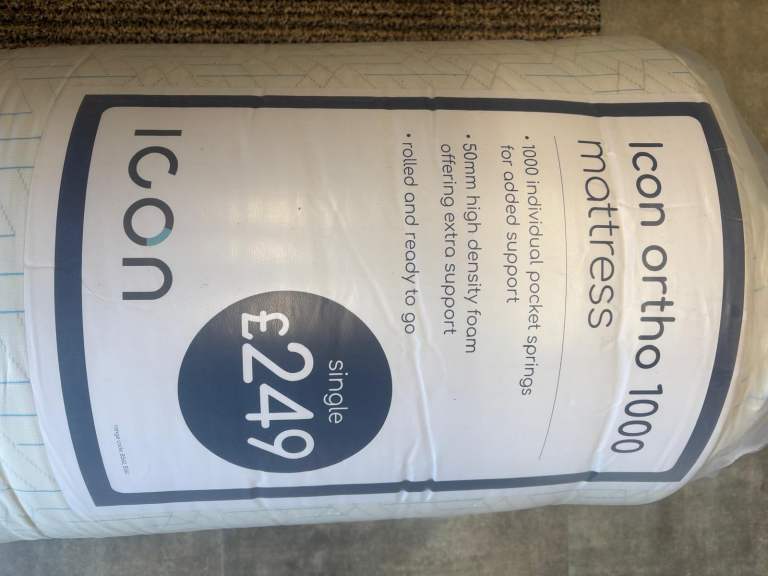 Icon ortho 1000
mattress
• 1000 individual pocket springs
for added support
• 50mm high density foam
offering extra support
• rolled and ready to go
single
£249
Icon